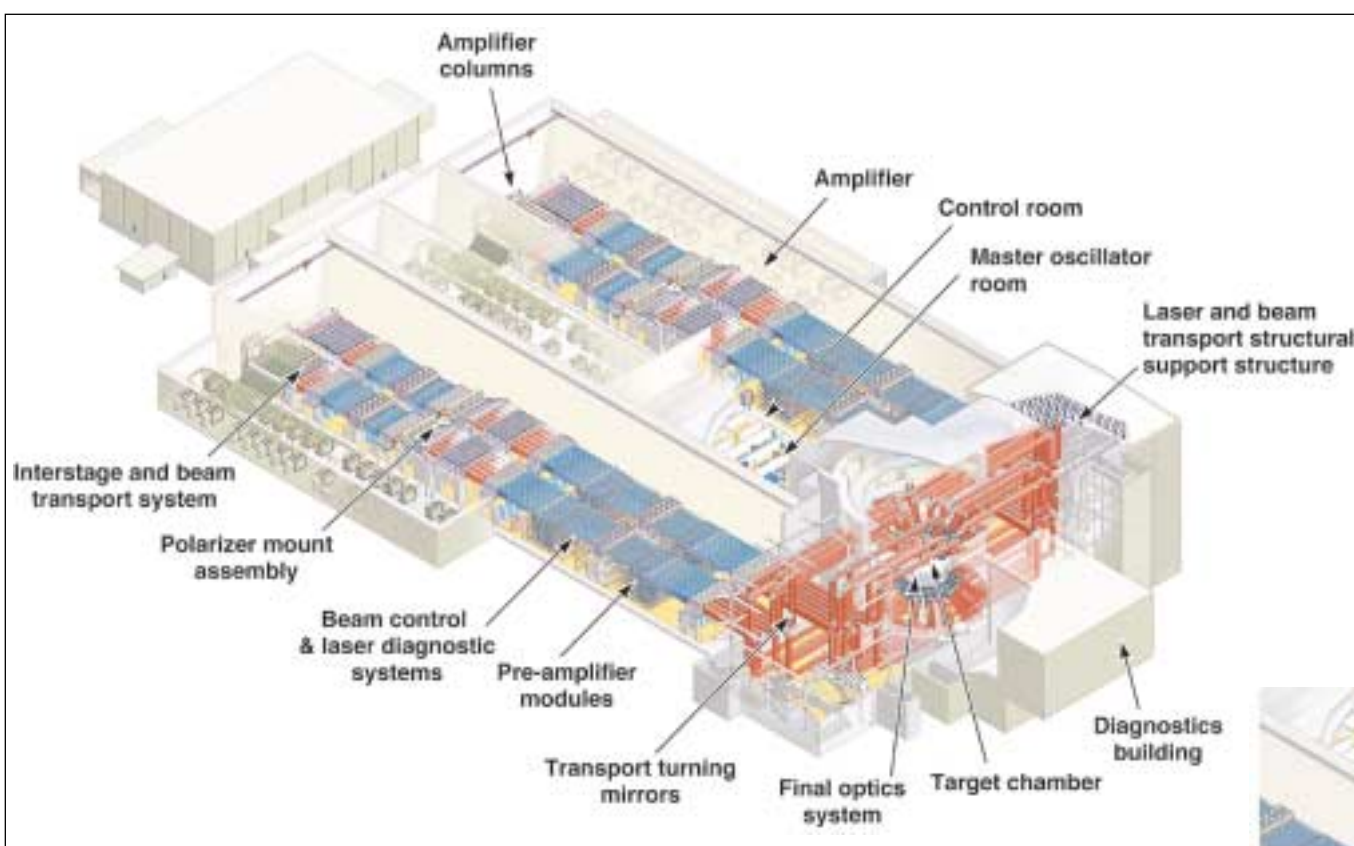 Amplifier
columns
Amplifier
Control room
Master oscillator
room
Laser and beam
transport structural
support structure
Interstage and beam
transport system
Polarizer mount
assembly
Beam control
& laser diagnostic
systems
Pre-amplifier
modules
Transport turning
mirrors
Final optics
system
Target chamber
Diagnostics
building